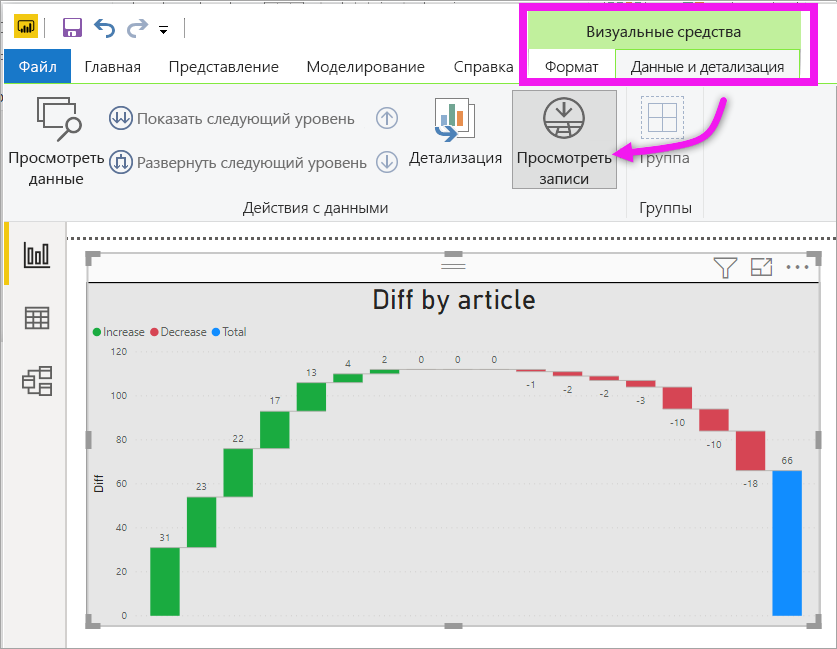 Визуальные средства
Файл
Главная
Представление
Моделирование
Справка
Формат
Данные и детализация
Просмотреть
данные
Показать следующий уровень
Развернуть следующий уровень
Детализация
Просмотреть
записи
Группа
Действия с данными
Группы
Diff by article
Increase
Decrease
Total
120
100
80
60
40
20
0
Diff
31
23
22
17
13
4
2
0
0
0
-1
-2
-2
-3
-10
-10
-18
66